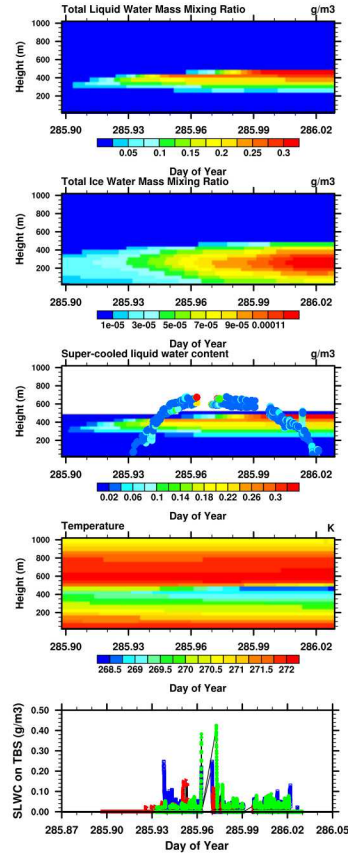 Total Liquid Water Mass Mixing Ratio g/m3
1000
800
600
400
200
Height (m)
285.90 285.93 285.96 285.99 286.02
Day of Year
0.05 0.1 0.15 0.2 0.25 0.3
Total Ice Water Mass Mixing Ratio g/m3
1000
800
600
400
200
Height (m)
285.90 285.93 285.96 285.99 286.02
Day of Year
1e-05 3e-05 5e-05 7e-05 9e-05 0.00011
Super-cooled liquid water content g/m3
1000
800
600
400
200
0
Height (m)
285.90 285.93 285.96 285.99 286.02
Day of Year
0.02 0.06 0.1 0.14 0.18 0.22 0.26 0.3
Temperature K
1000
800
600
400
200
Height (m)
285.90 285.93 285.96 285.99 286.02
Day of Year
268.5 269 269.5 270 270.5 271 271.5 272
Day of Year
0.50
0.40
0.30
0.20
0.10
0.00
SLWC on TBS (g/m3)
285.87 285.90 285.93 285.96 285.99 286.02 286.05
Day of Year